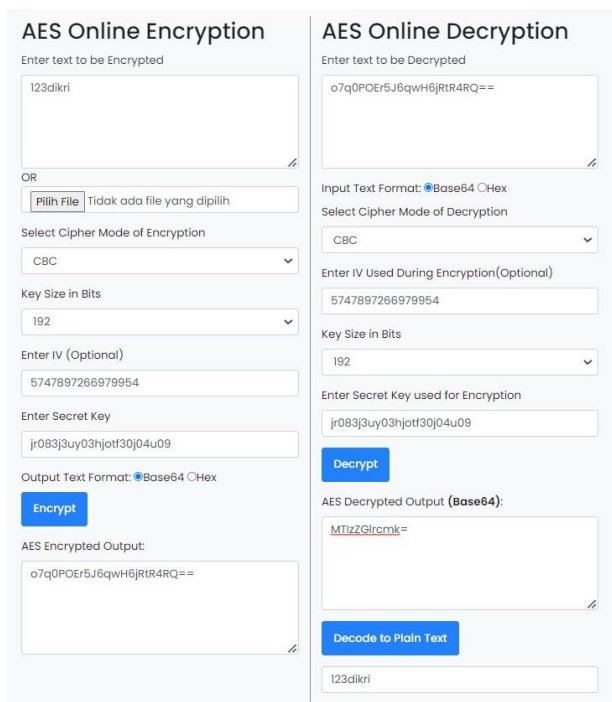 AES Online Encryption
Enter text to be Encrypted
123dikri
OR
Pilih File Tidak ada file yang dipilih
Select Cipher Mode of Encryption
CBC
Key Size in Bits
192
Enter IV (Optional)
5747897266979954
Enter Secret Key
jr083j3uy03hjotf30j04u09
Output Text Format: Base64 Hex
Encrypt
AES Encrypted Output:
o7q0POEr5J6qwH6jRtR4RQ==
AES Online Decryption
Enter text to be Decrypted
o7q0POEr5J6qwH6jRtR4RQ==
Input Text Format: Base64 Hex
Select Cipher Mode of Decryption
CBC
Enter IV Used During Encryption(Optional)
5747897266979954
Key Size in Bits
192
Enter Secret Key used for Encryption
jr083j3uy03hjotf30j04u09
Decrypt
AES Decrypted Output (Base64):
MTIzZGlrcmk=
Decode to Plain Text
123dikri